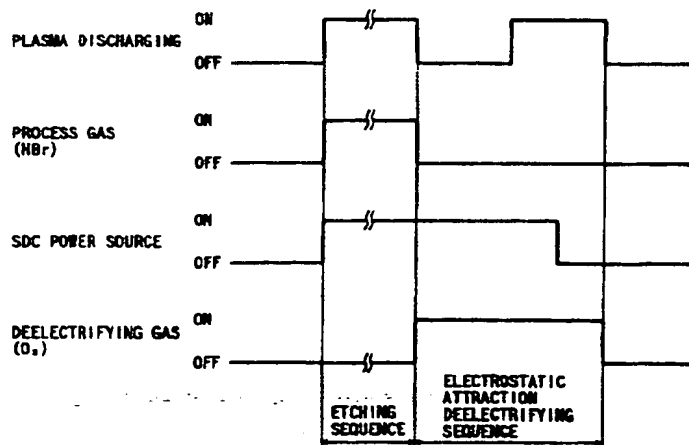 PLASMA DISCHARGING
ON
OFF
PROCESS GAS
(HBr)
ON
OFF
SDC POWER SOURCE
ON
OFF
DEELECTRIFYING GAS
(O₂)
ON
OFF
ETCHING
SEQUENCE
ELECTROSTATIC
ATTRACTION
DEELECTRIFYING
SEQUENCE